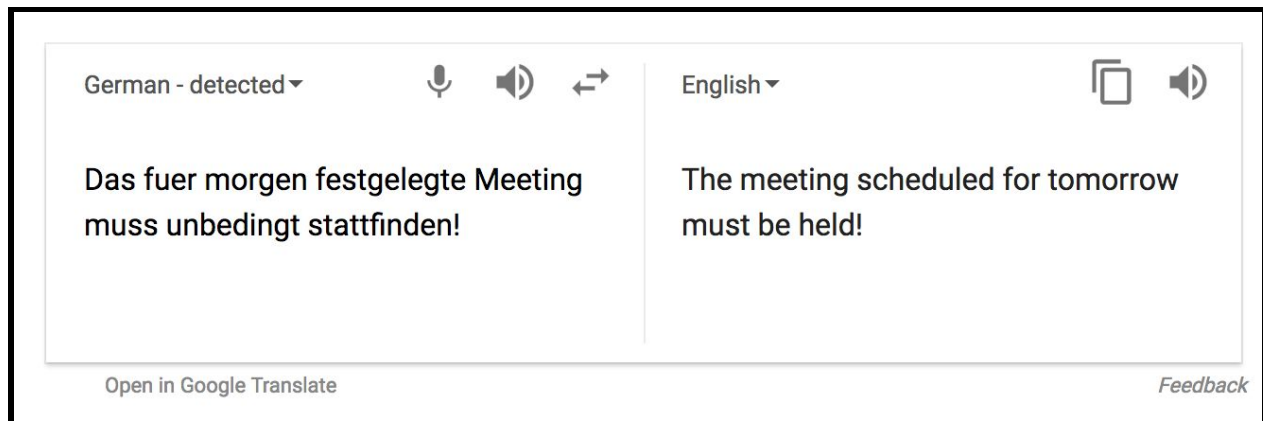 German - detected
English
Das fuer morgen festgelegte Meeting
muss unbedingt stattfinden!
The meeting scheduled for tomorrow
must be held!
Open in Google Translate
Feedback